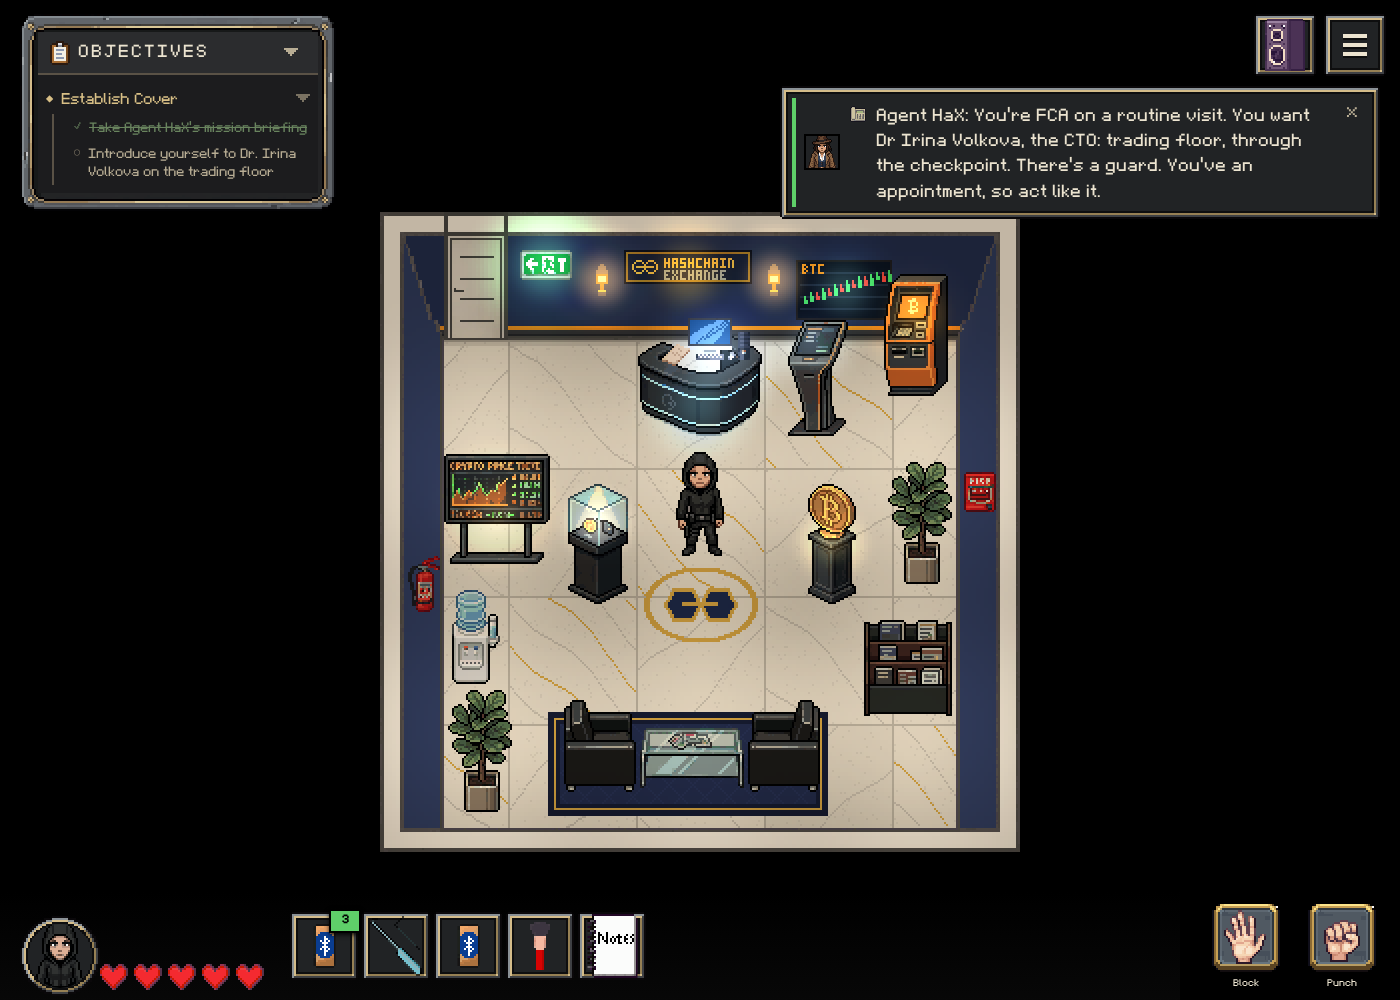 OBJECTIVES
Establish Cover
Take Agent HaX's mission briefing
Introduce yourself to Dr. Irina
Volkova on the trading floor
Agent HaX: You're FCA on a routine visit. You want
Dr Irina Volkova, the CTO: trading floor, through
the checkpoint. There's a guard. You've an
appointment, so act like it.
HASHCHAIN
EXCHANGE
BTC
CRYPTO PRICE
3
Notes
Block
Punch